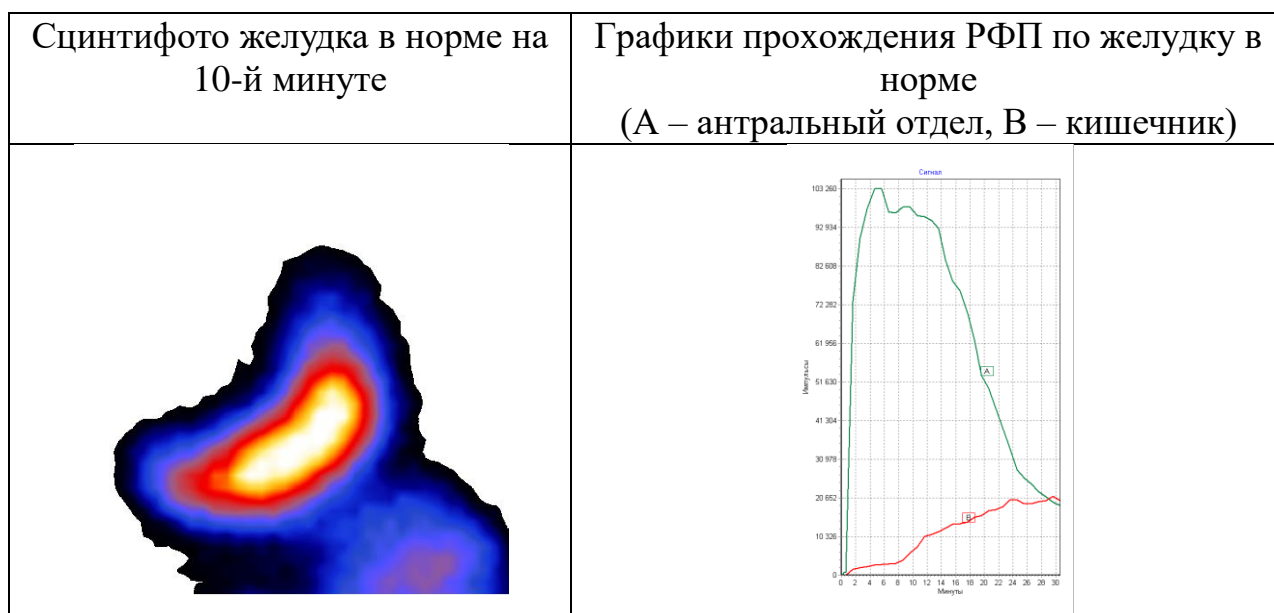 Сцинтифото желудка в норме на
10-й минуте
Графики прохождения РФП по желудку в
норме
(А – антральный отдел, В – кишечник)
Сигнал
103 260
92 934
82 608
72 282
61 956
51 630
41 304
30 978
20 652
10 326
0
Импульсы
A
B
0 2 4 6 8 10 12 14 16 18 20 22 24 26 28 30
Минуты